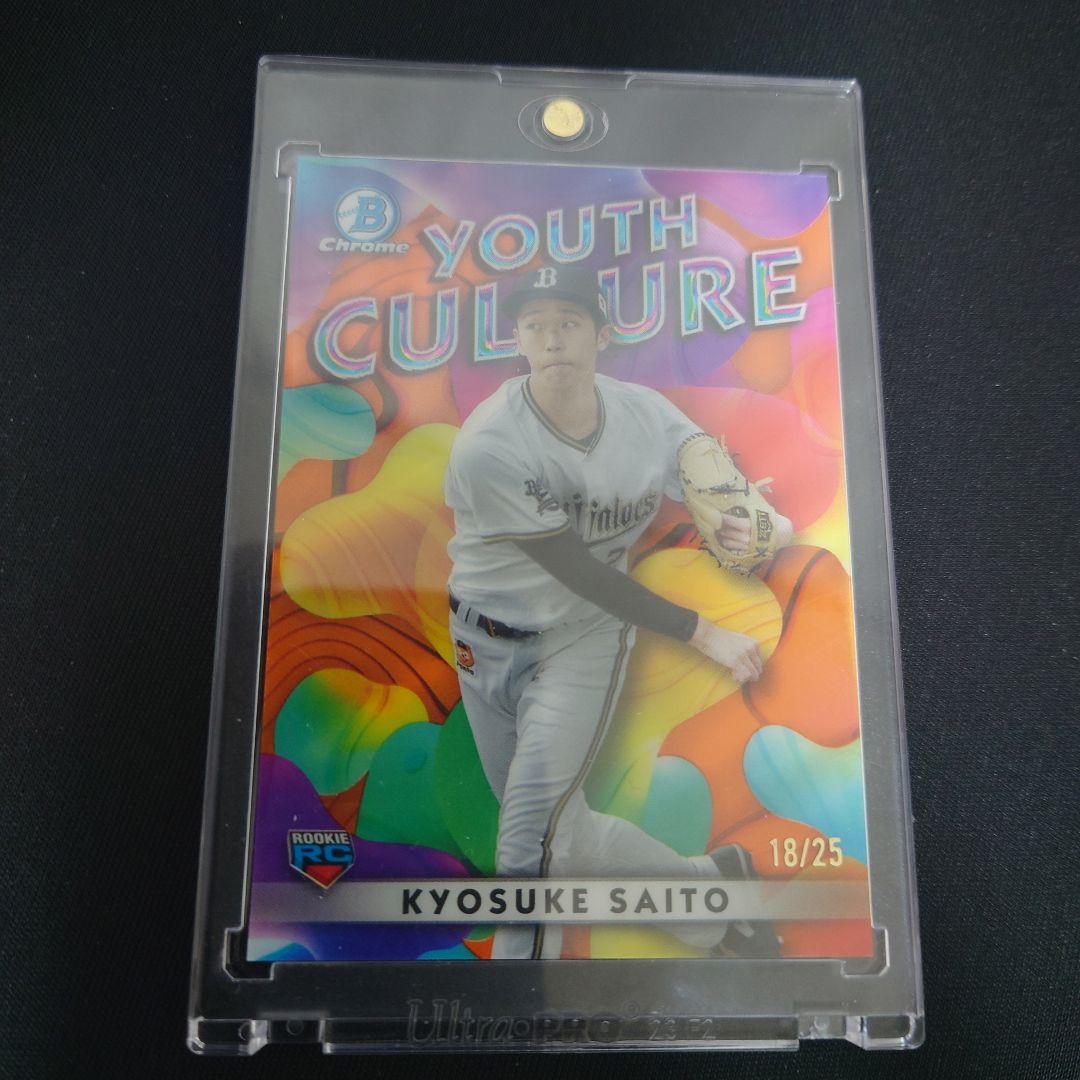 B
Chrome
YOUTH
CULTURE
B
Buffaloes
ROOKIE
RC
18/25
KYOSUKE SAITO
Ultra·PRO®